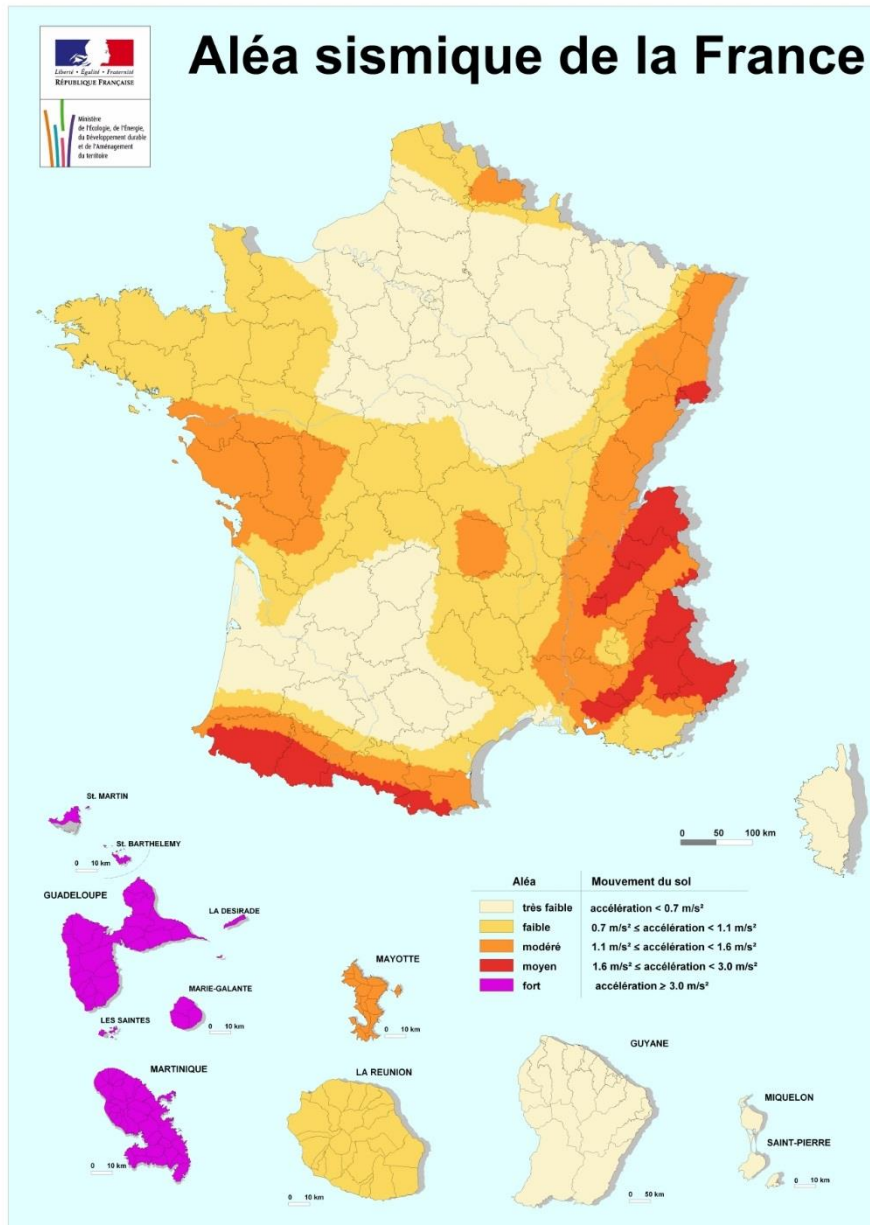 Aléa sismique de la France
Liberté • Égalité • Fraternité
RÉPUBLIQUE FRANÇAISE
Ministère
de l'Écologie, de l'Énergie,
du Développement durable
et de l'Aménagement
du territoire
0 50 100 km
St. MARTIN
St. BARTHELEMY
0 10 km
GUADELOUPE
LA DESIRADE
MARIE-GALANTE
LES SAINTES
0 10 km
MARTINIQUE
0 10 km
MAYOTTE
0 10 km
LA REUNION
0 10 km
Aléa Mouvement du sol
très faible accélération < 0.7 m/s²
faible 0.7 m/s² ≤ accélération < 1.1 m/s²
modéré 1.1 m/s² ≤ accélération < 1.6 m/s²
moyen 1.6 m/s² ≤ accélération < 3.0 m/s²
fort accélération ≥ 3.0 m/s²
GUYANE
0 50 km
MIQUELON
SAINT-PIERRE
0 10 km